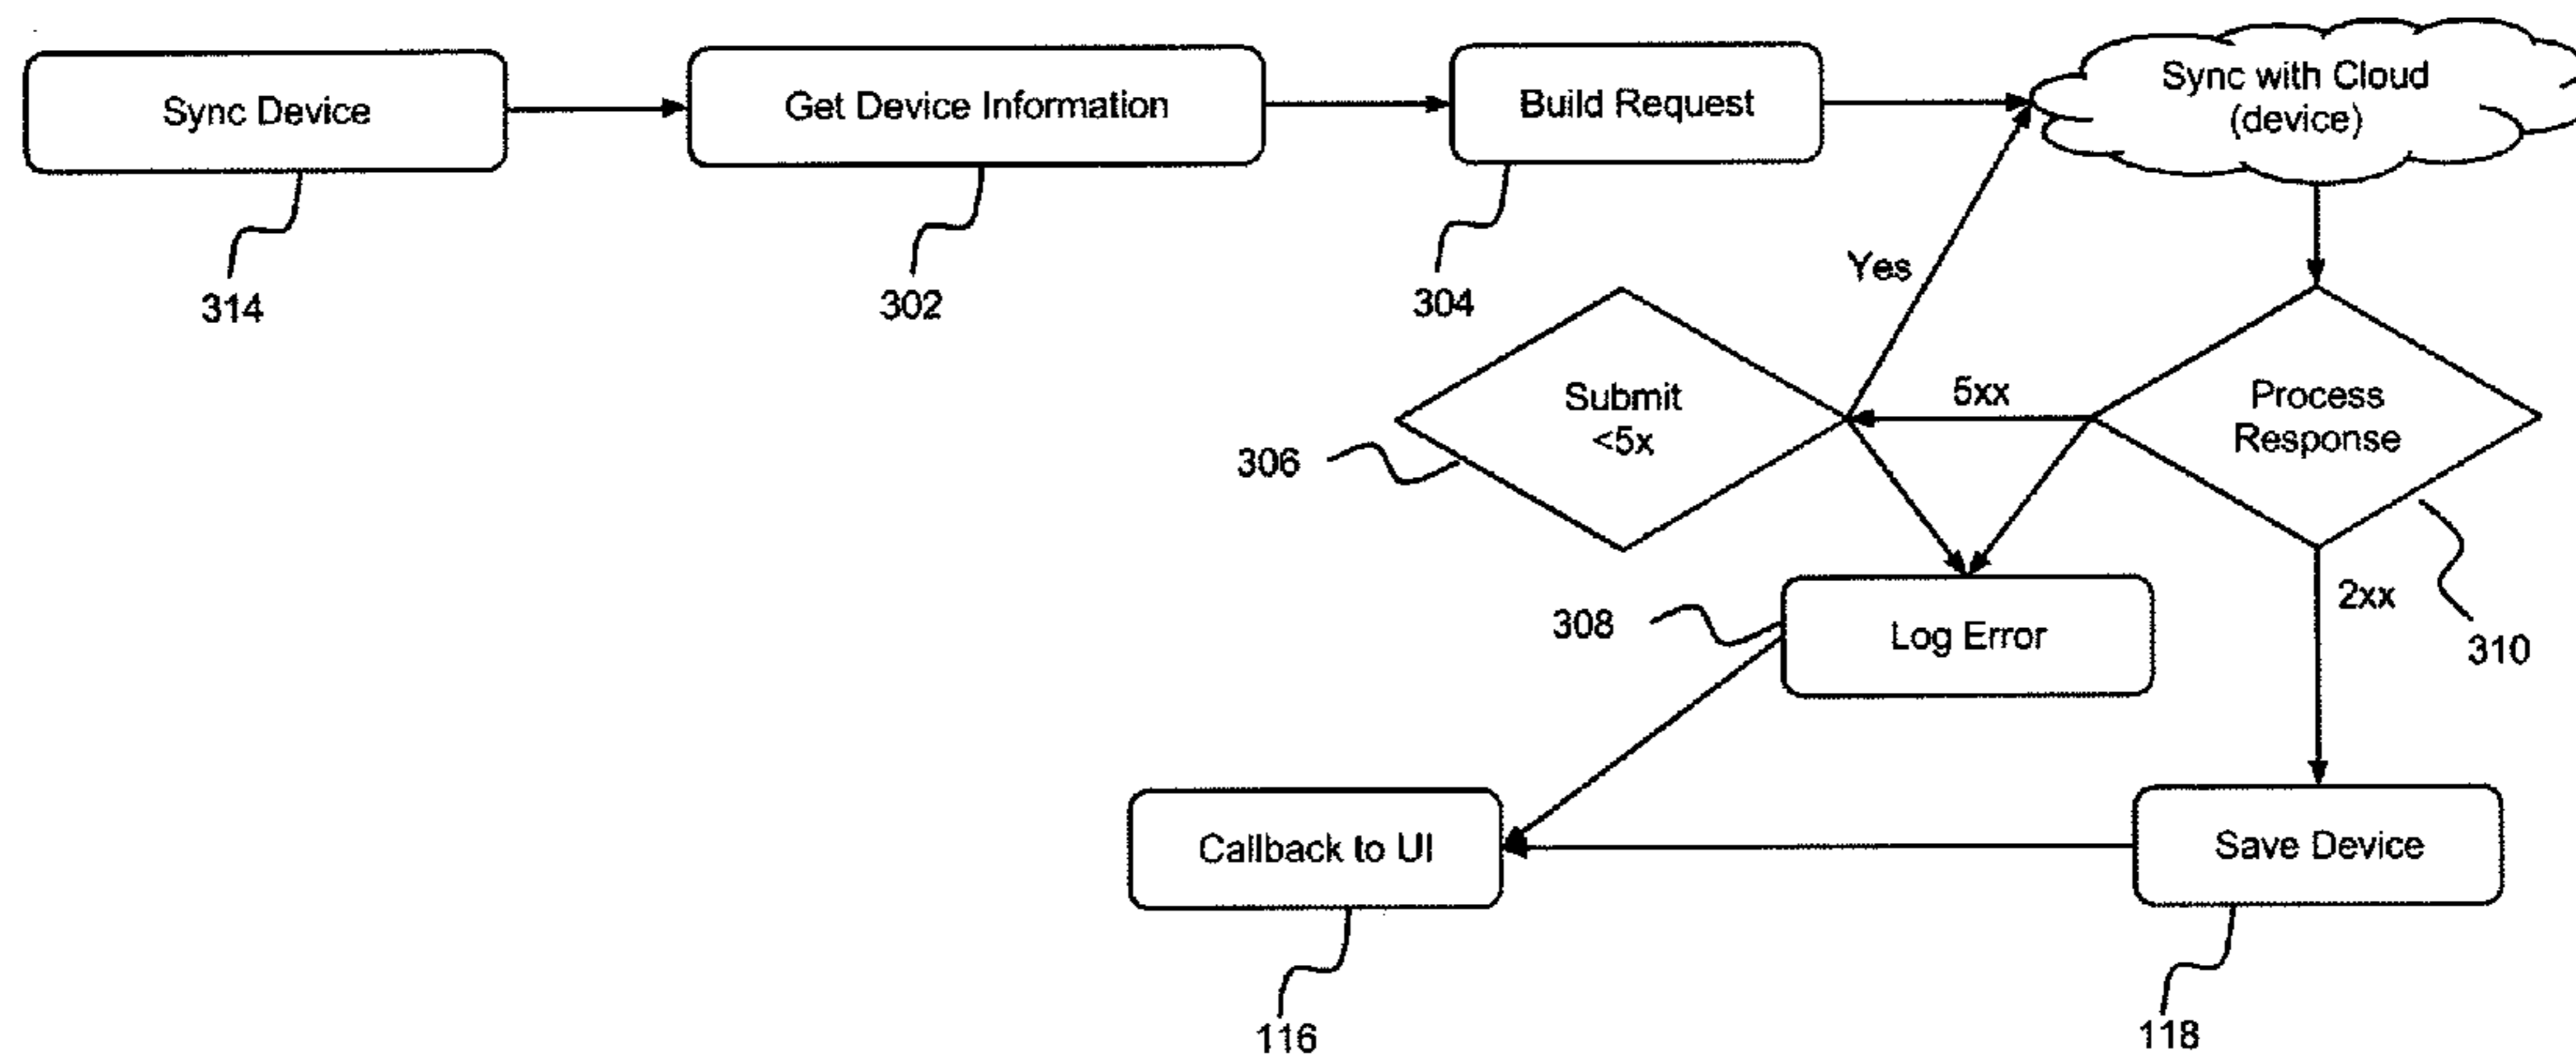 Sync Device
Get Device Information
Build Request
Sync with Cloud
(device)
314
302
304
Yes
Submit
<5x
5xx
Process
Response
306
308
Log Error
2xx
310
Callback to UI
Save Device
116
118